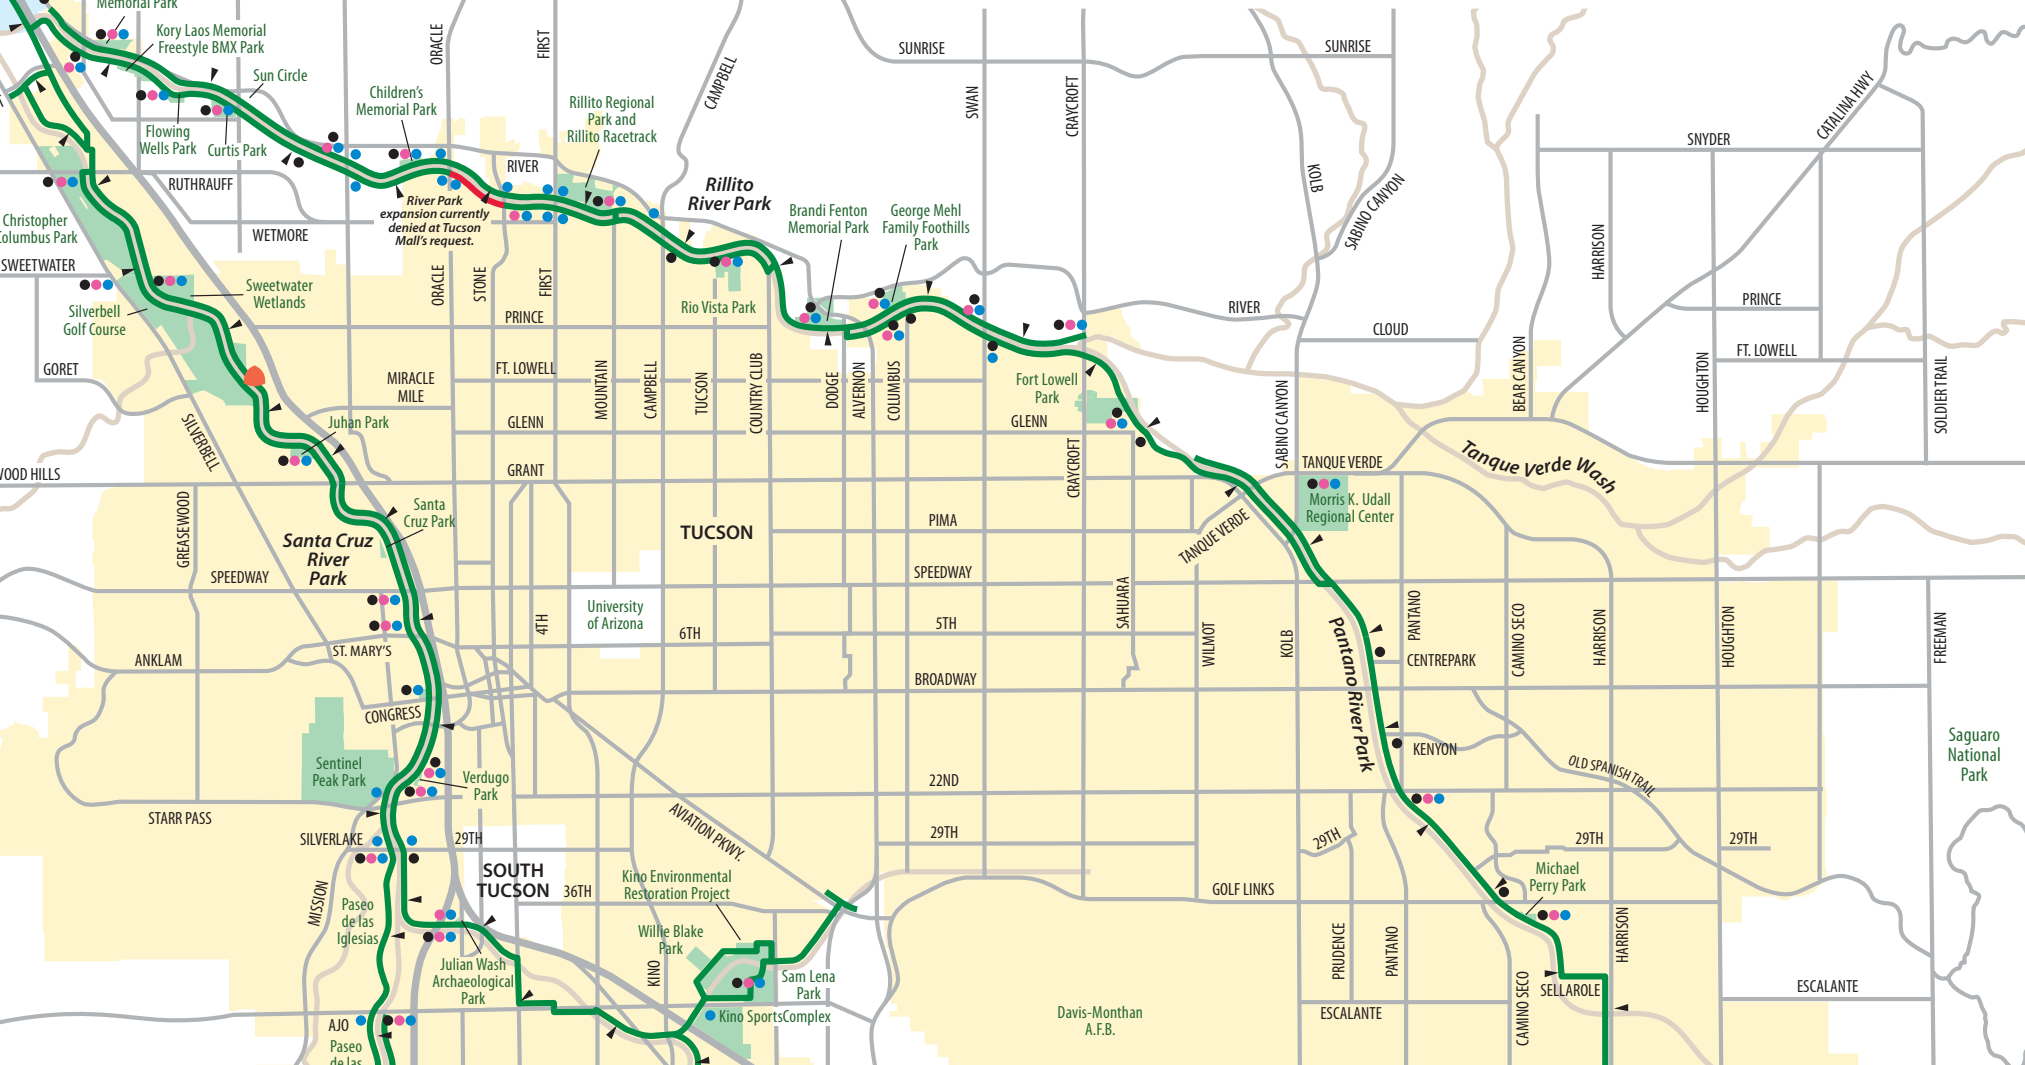 Memorial Park
Kory Laos Memorial
Freestyle BMX Park
Sun Circle
ORACLE
FIRST
CAMPBELL
SUNRISE
SUNRISE
SWAN
CRAYCROFT
CATALINA HWY
Children's
Memorial Park
Rillito Regional
Park and
Rillito Racetrack
Flowing
Wells Park
Curtis Park
RIVER
SNYDER
KOLB
SABINO CANYON
RUTHRAUFF
Rillito
River Park
River Park
expansion currently
denied at Tucson
Mall's request.
Brandi Fenton
Memorial Park
George Mehl
Family Foothills
Park
Christopher
Columbus Park
WETMORE
HARRISON
SWEETWATER
ORACLE
STONE
FIRST
Sweetwater
Wetlands
Silverbell
Golf Course
Rio Vista Park
RIVER
PRINCE
PRINCE
CLOUD
GORET
MIRACLE
MILE
FT. LOWELL
MOUNTAIN
CAMPBELL
TUCSON
COUNTRY CLUB
DODGE
ALVERNON
COLUMBUS
Fort Lowell
Park
FT. LOWELL
BEAR CANYON
HOUGHTON
SOLDIER TRAIL
SABINO CANYON
SILVERBELL
Juhan Park
GLENN
GLENN
CRAYCROFT
WOOD HILLS
GRANT
TANQUE VERDE
Tanque Verde Wash
Morris K. Udall
Regional Center
GREASEWOOD
Santa
Cruz Park
Santa Cruz
River
Park
TUCSON
PIMA
TANQUE VERDE
SPEEDWAY
SPEEDWAY
University
of Arizona
4TH
6TH
5TH
SAHUARA
WILMOT
KOLB
Pantano River Park
PANTANO
CAMINO SECO
HARRISON
HOUGHTON
FREEMAN
ANKLAM
ST. MARY'S
CENTREPARK
BROADWAY
CONGRESS
KENYON
OLD SPANISH TRAIL
Saguaro
National
Park
Sentinel
Peak Park
Verdugo
Park
22ND
STARR PASS
AVIATION PKWY.
SILVERLAKE
29TH
29TH
29TH
29TH
29TH
SOUTH
TUCSON
36TH
Kino Environmental
Restoration Project
GOLF LINKS
Michael
Perry Park
MISSION
Paseo
de las
Iglesias
Willie Blake
Park
Julian Wash
Archaeological
Park
KINO
Sam Lena
Park
Kino SportsComplex
PRUDENCE
PANTANO
HARRISON
SELLAROLE
CAMINO SECO
ESCALANTE
ESCALANTE
Davis-Monthan
A.F.B.
AJO
Paseo
de las